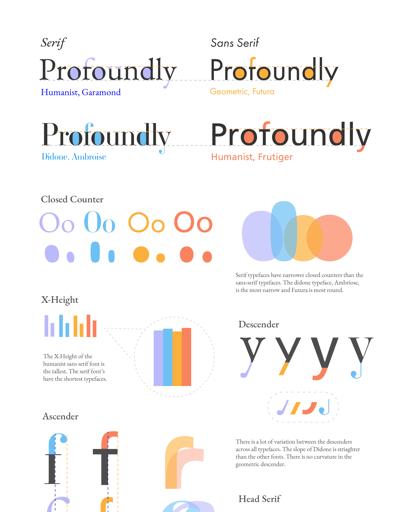 Serif
Sans Serif
Profoundly
Profoundly
Humanist, Garamond
Geometric, Futura
Profoundly
Profoundly
Didone. Ambroise
Humanist, Frutiger
Closed Counter
Oo Oo Oo Oo
Serif typefaces have narrower closed counters than the
sans-serif typefaces. The didone typeface, Ambriose,
is the most narrow and Futura is most round.
X-Height
The X-Height of the
humanist sans serif font is
the tallest. The serif font's
have the shortest typefaces.
Descender
y y y y
There is a lot of variation between the descenders
across all typefaces. The slope of Didone is straighter
than the other fonts. There is no curvature in the
geometric descender.
Ascender
f f f
Head Serif